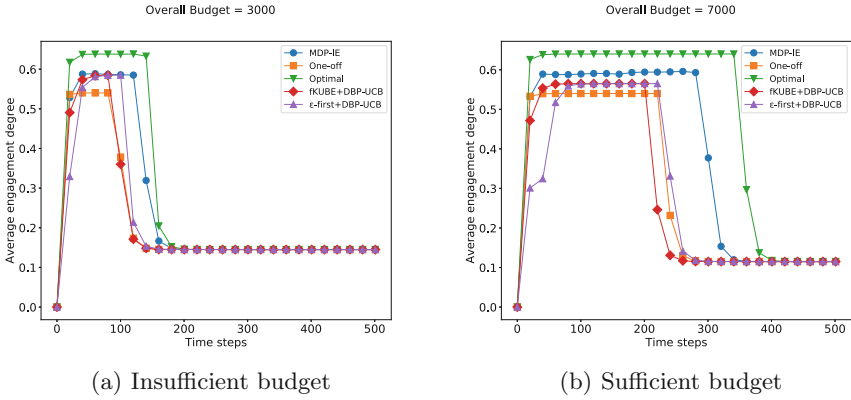 Overall Budget = 3000
Average engagement degree
0.6
0.5
0.4
0.3
0.2
0.1
0.0
MDP-IE
One-off
Optimal
fKUBE+DBP-UCB
ε-first+DBP-UCB
0 100 200 300 400 500
Time steps
(a) Insufficient budget
Overall Budget = 7000
Average engagement degree
0.6
0.5
0.4
0.3
0.2
0.1
0.0
MDP-IE
One-off
Optimal
fKUBE+DBP-UCB
ε-first+DBP-UCB
0 100 200 300 400 500
Time steps
(b) Sufficient budget